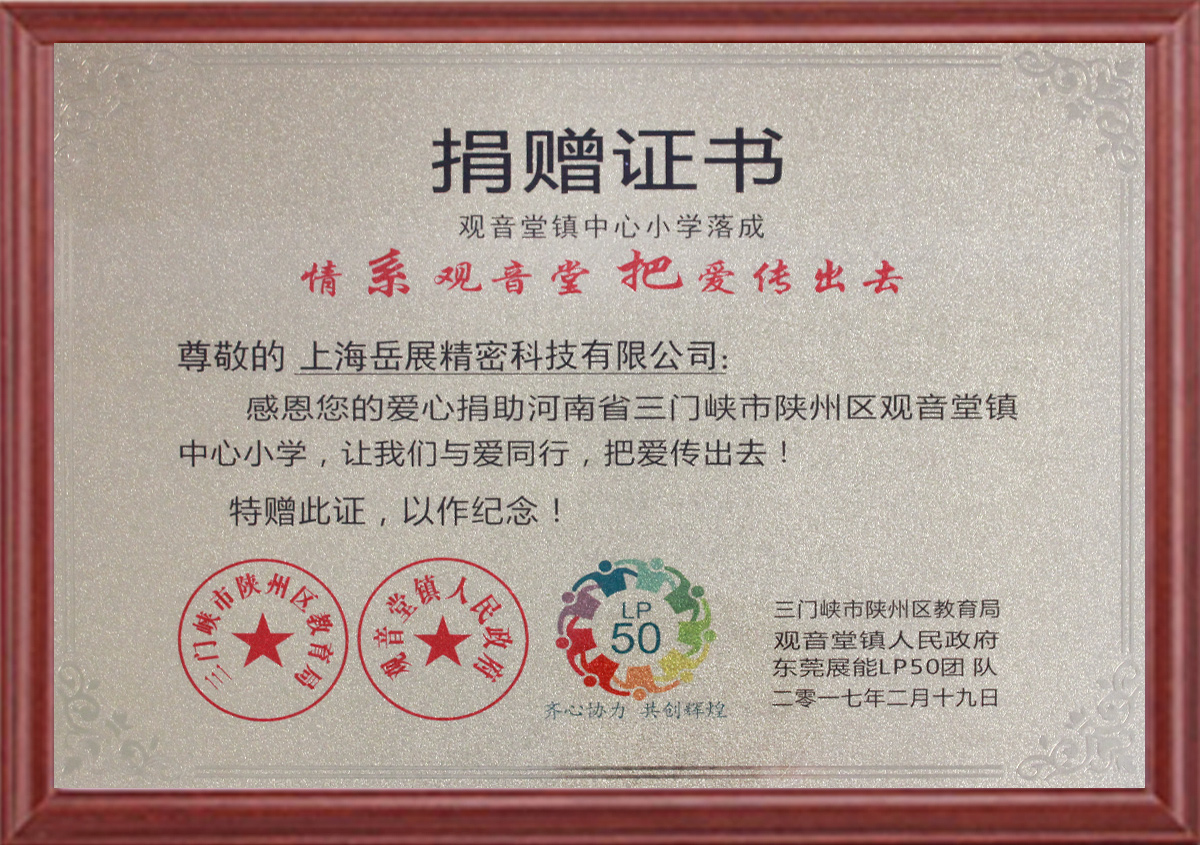 捐赠证书
观音堂镇中心小学落成
情系观音堂 把爱传出去
尊敬的 上海岳展精密科技有限公司:
感恩您的爱心捐助河南省三门峡市陕州区观音堂镇
中心小学，让我们与爱同行，把爱传出去！
特赠此证，以作纪念！
三门峡市陕州区教育局
观音堂镇人民政府
LP
50
齐心协力 共创辉煌
三门峡市陕州区教育局
观音堂镇人民政府
东莞展能LP50团 队
二零一七年二月十九日